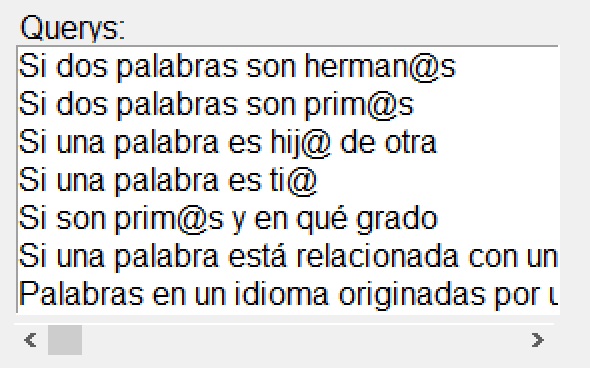 Querys:
Si dos palabras son herman@s
Si dos palabras son prim@s
Si una palabra es hij@ de otra
Si una palabra es ti@
Si son prim@s y en qué grado
Si una palabra está relacionada con un
Palabras en un idioma originadas por